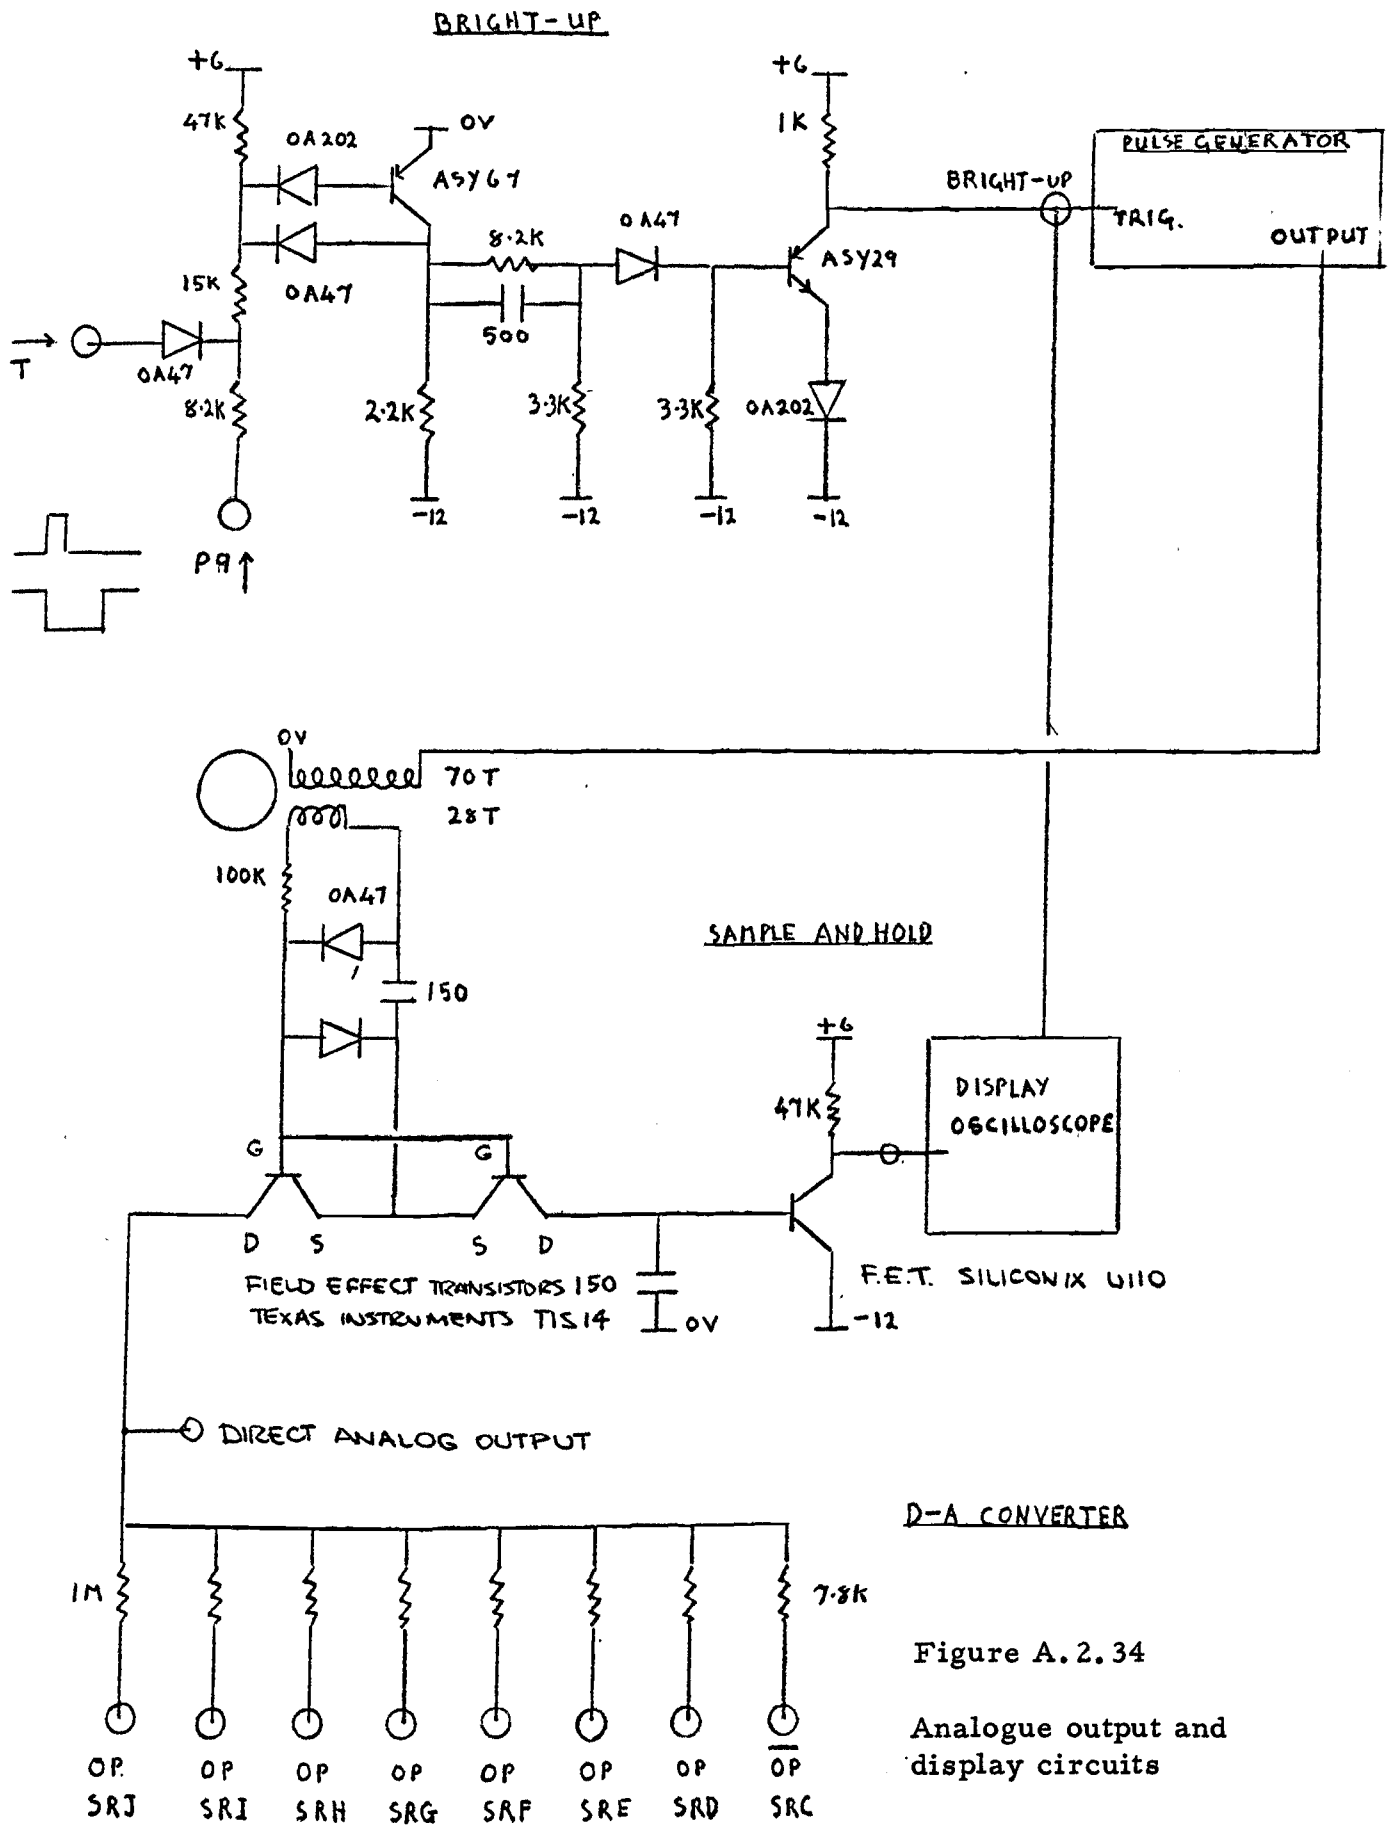 BRIGHT-UP
+6
47K
OA202
0V
ASY67
OA47
15K
T
OA47
8.2K
P9
8.2K
500
OA47
2.2K
-12
3.3K
-12
3.3K
-12
+6
1K
ASY29
OA202
-12
BRIGHT-UP
PULSE GENERATOR
TRIG.
OUTPUT
0V
70T
28T
100K
OA47
150
SAMPLE AND HOLD
+6
47K
DISPLAY
OSCILLOSCOPE
G
G
D
S
S
D
FIELD EFFECT TRANSISTORS
TEXAS INSTRUMENTS TIS14
150
0V
F.E.T. SILICONIX U110
-12
DIRECT ANALOG OUTPUT
D-A CONVERTER
1M
7.8K
OP. OP OP OP OP OP OP O̅P̅
SRJ SRI SRH SRG SRF SRE SRD SRC
Figure A.2.34
Analogue output and
display circuits